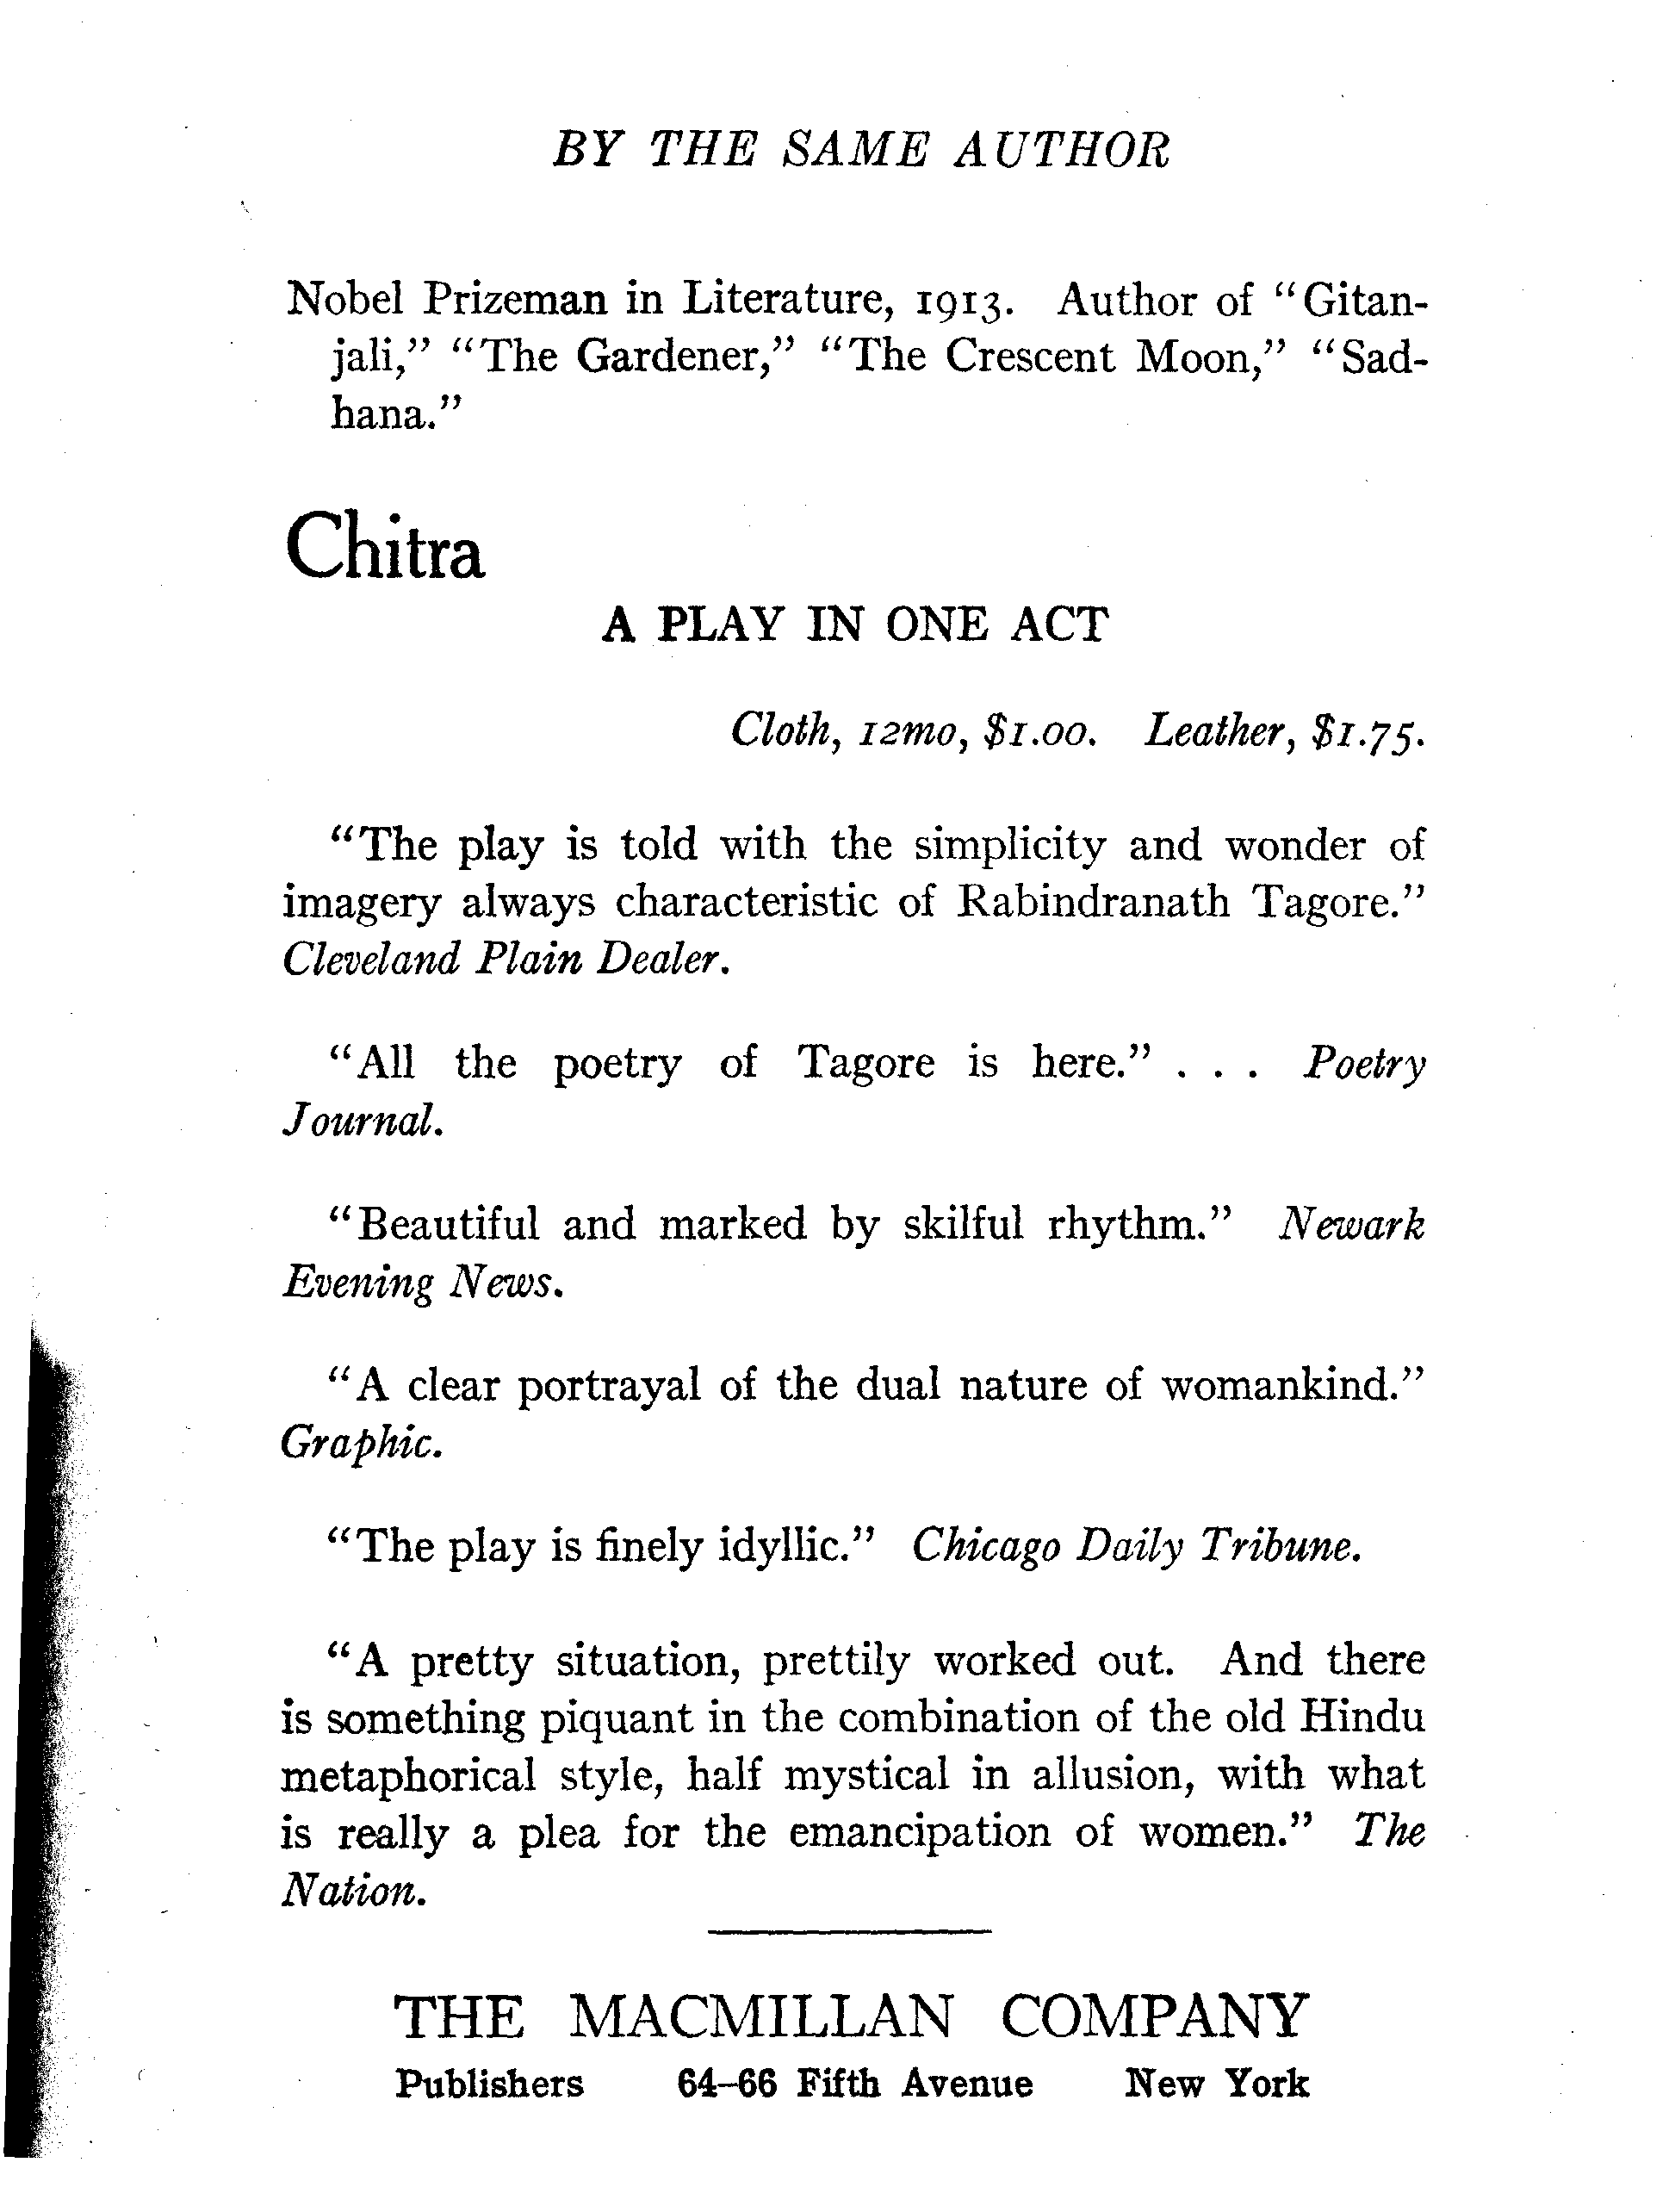 BY THE SAME AUTHOR
Nobel Prizeman in Literature, 1913. Author of "Gitan-
jali," "The Gardener," "The Crescent Moon," "Sad-
hana."
Chitra
A PLAY IN ONE ACT
Cloth, 12mo, $1.00. Leather, $1.75.
"The play is told with the simplicity and wonder of
imagery always characteristic of Rabindranath Tagore."
Cleveland Plain Dealer.
"All the poetry of Tagore is here." . . . Poetry
Journal.
"Beautiful and marked by skilful rhythm." Newark
Evening News.
"A clear portrayal of the dual nature of womankind."
Graphic.
"The play is finely idyllic." Chicago Daily Tribune.
"A pretty situation, prettily worked out. And there
is something piquant in the combination of the old Hindu
metaphorical style, half mystical in allusion, with what
is really a plea for the emancipation of women." The
Nation.
THE MACMILLAN COMPANY
Publishers 64–66 Fifth Avenue New York